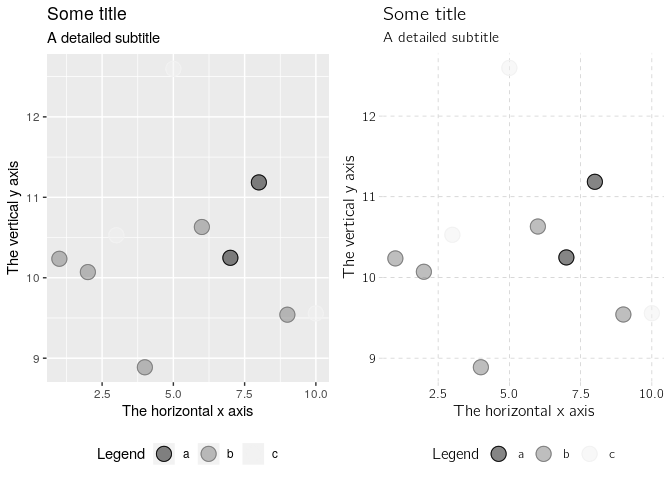 Some title
A detailed subtitle
The vertical y axis
12
11
10
9
2.5 5.0 7.5 10.0
The horizontal x axis
Legend a b c
Some title
A detailed subtitle
The vertical y axis
12
11
10
9
2.5 5.0 7.5 10.0
The horizontal x axis
Legend a b c